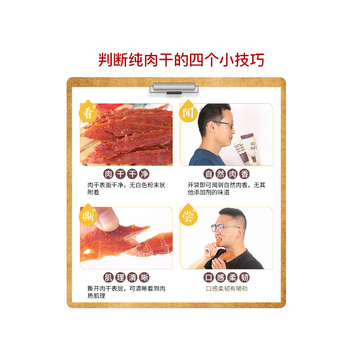 判断纯肉干的四个小技巧
看
闻
肉干干净
自然肉香
肉干表面干净，无白色粉末状
附着
开袋即可闻到自然肉香，无其
他添加剂的味道
撕
尝
肌理清晰
口感柔韧
撕开肉干表层，可清晰看到肉
质肌理
口感柔韧有嚼劲